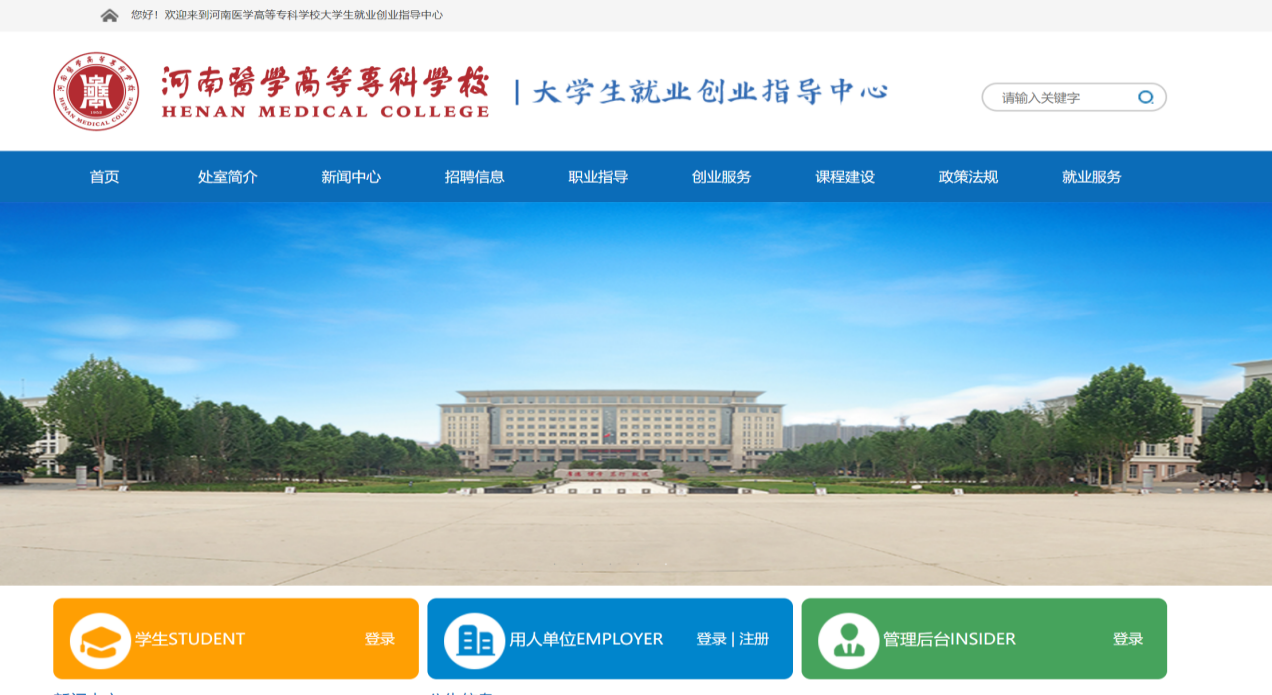 您好！欢迎来到河南医学高等专科学校大学生就业创业指导中心
河南醫學高等專科學校
HENAN MEDICAL COLLEGE
大学生就业创业指导中心
请输入关键字
首页 处室简介 新闻中心 招聘信息 职业指导 创业服务 课程建设 政策法规 就业服务
学生STUDENT 登录
用人单位EMPLOYER 登录 | 注册
管理后台INSIDER 登录